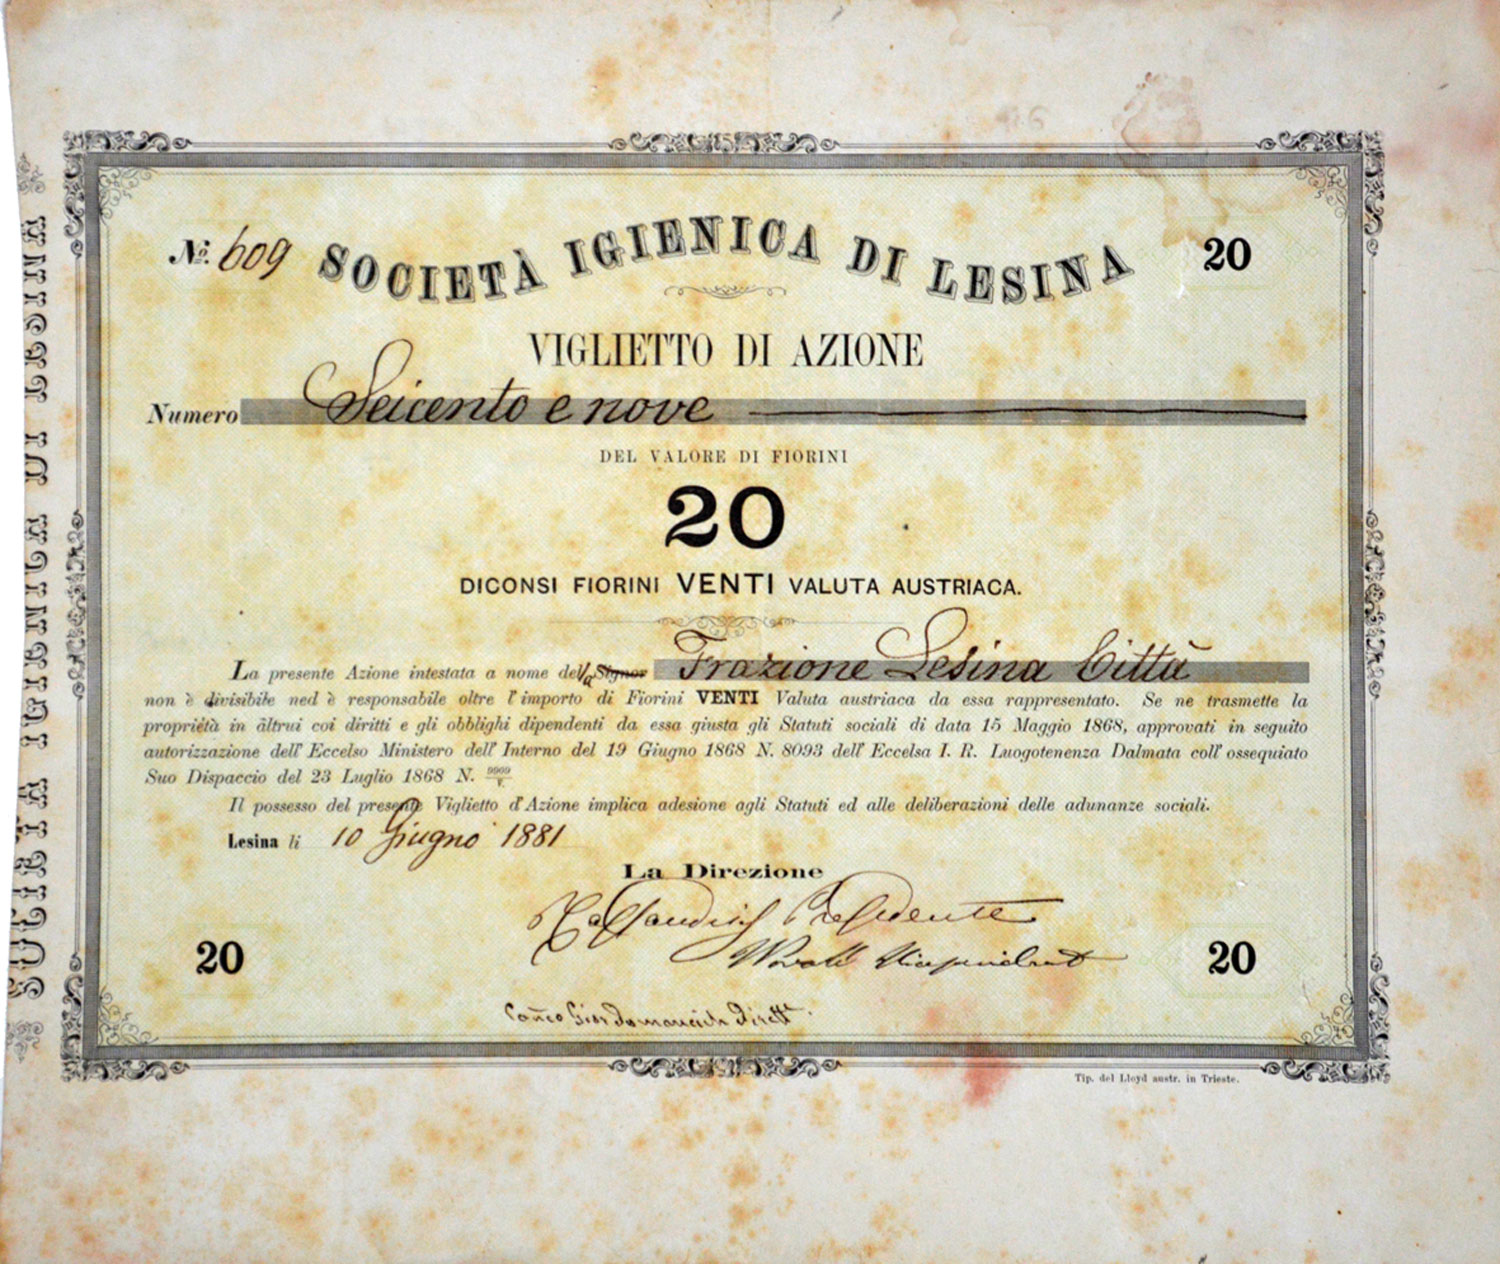 SOCIETÀ IGIENICA DI LESINA
№. 609 SOCIETÀ IGIENICA DI LESINA 20
VIGLIETTO DI AZIONE
Numero Seicento e nove
DEL VALORE DI FIORINI
20
DICONSI FIORINI VENTI VALUTA AUSTRIACA.
La presente Azione intestata a nome della Signor Frazione Lesina Città
non è divisibile ned è responsabile oltre l'importo di Fiorini VENTI Valuta austriaca da essa rappresentato. Se ne trasmette la
propriétà in altrui coi diritti e gli obblighi dipendenti da essa giusta gli Statuti sociali di data 15 Maggio 1868, approvati in seguito
autorizzazione dell' Eccelso Ministero dell' Interno del 19 Giugno 1868 N. 8093 dell' Eccelsa I. R. Luogotenenza Dalmata coll' ossequiato
Suo Dispaccio del 23 Luglio 1868 N. 9909/V.
Il possesso del presente Viglietto d'Azione implica adesione agli Statuti ed alle deliberazioni delle adunanze sociali.
Lesina li 10 Giugno 1881
La Direzione
Presidente
20 20
Tip. del Lloyd austr. in Trieste.